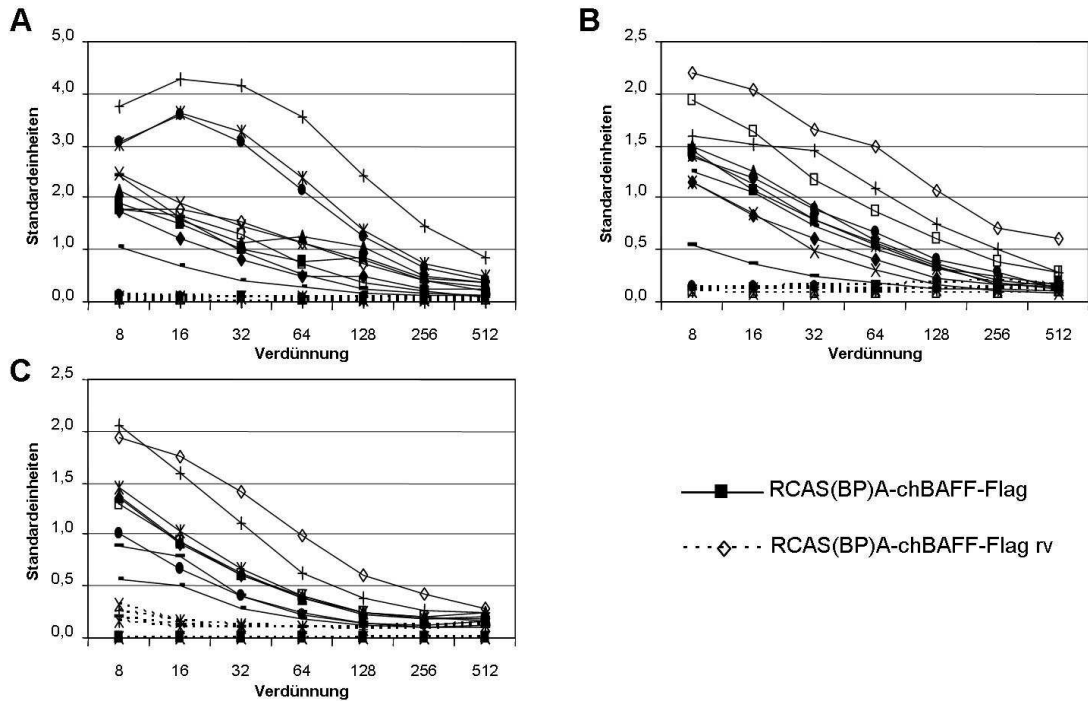 A
5,0
4,0
3,0
2,0
1,0
0,0
Standardeinheiten
8 16 32 64 128 256 512
Verdünnung
B
2,5
2,0
1,5
1,0
0,5
0,0
Standardeinheiten
8 16 32 64 128 256 512
Verdünnung
C
2,5
2,0
1,5
1,0
0,5
0,0
Standardeinheiten
8 16 32 64 128 256 512
Verdünnung
RCAS(BP)A-chBAFF-Flag
RCAS(BP)A-chBAFF-Flag rv